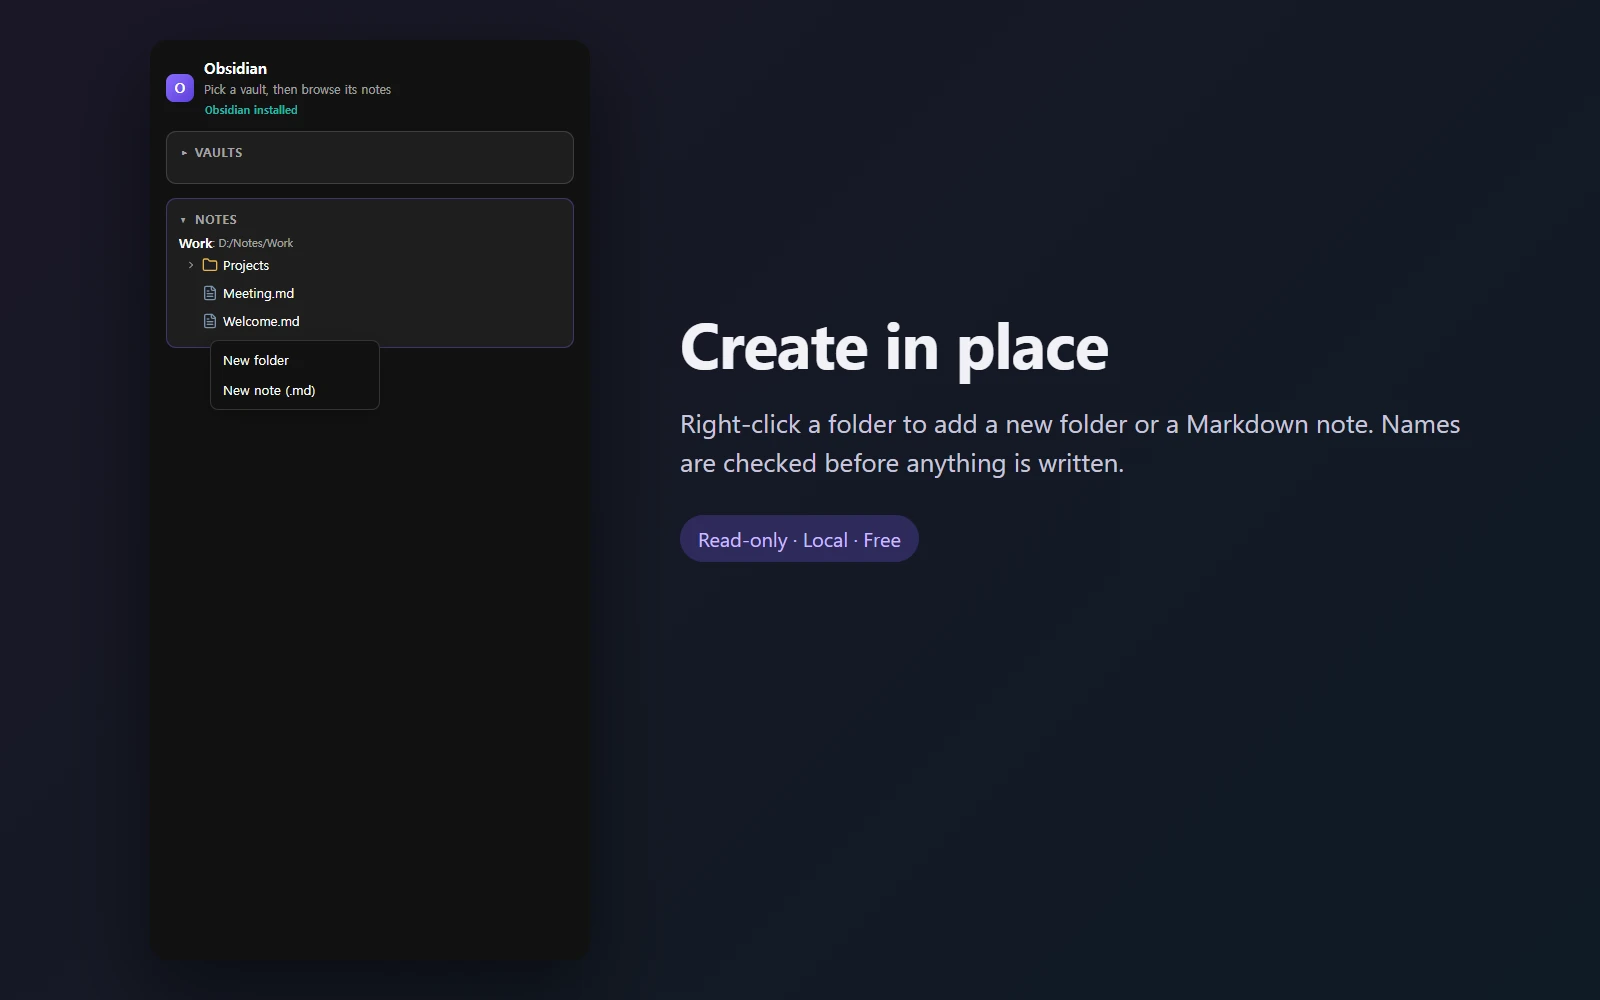 O
Obsidian
Pick a vault, then browse its notes
Obsidian installed
VAULTS
NOTES
Work: D:/Notes/Work
Projects
Meeting.md
Welcome.md
New folder
New note (.md)
Create in place
Right-click a folder to add a new folder or a Markdown note. Names
are checked before anything is written.
Read-only · Local · Free